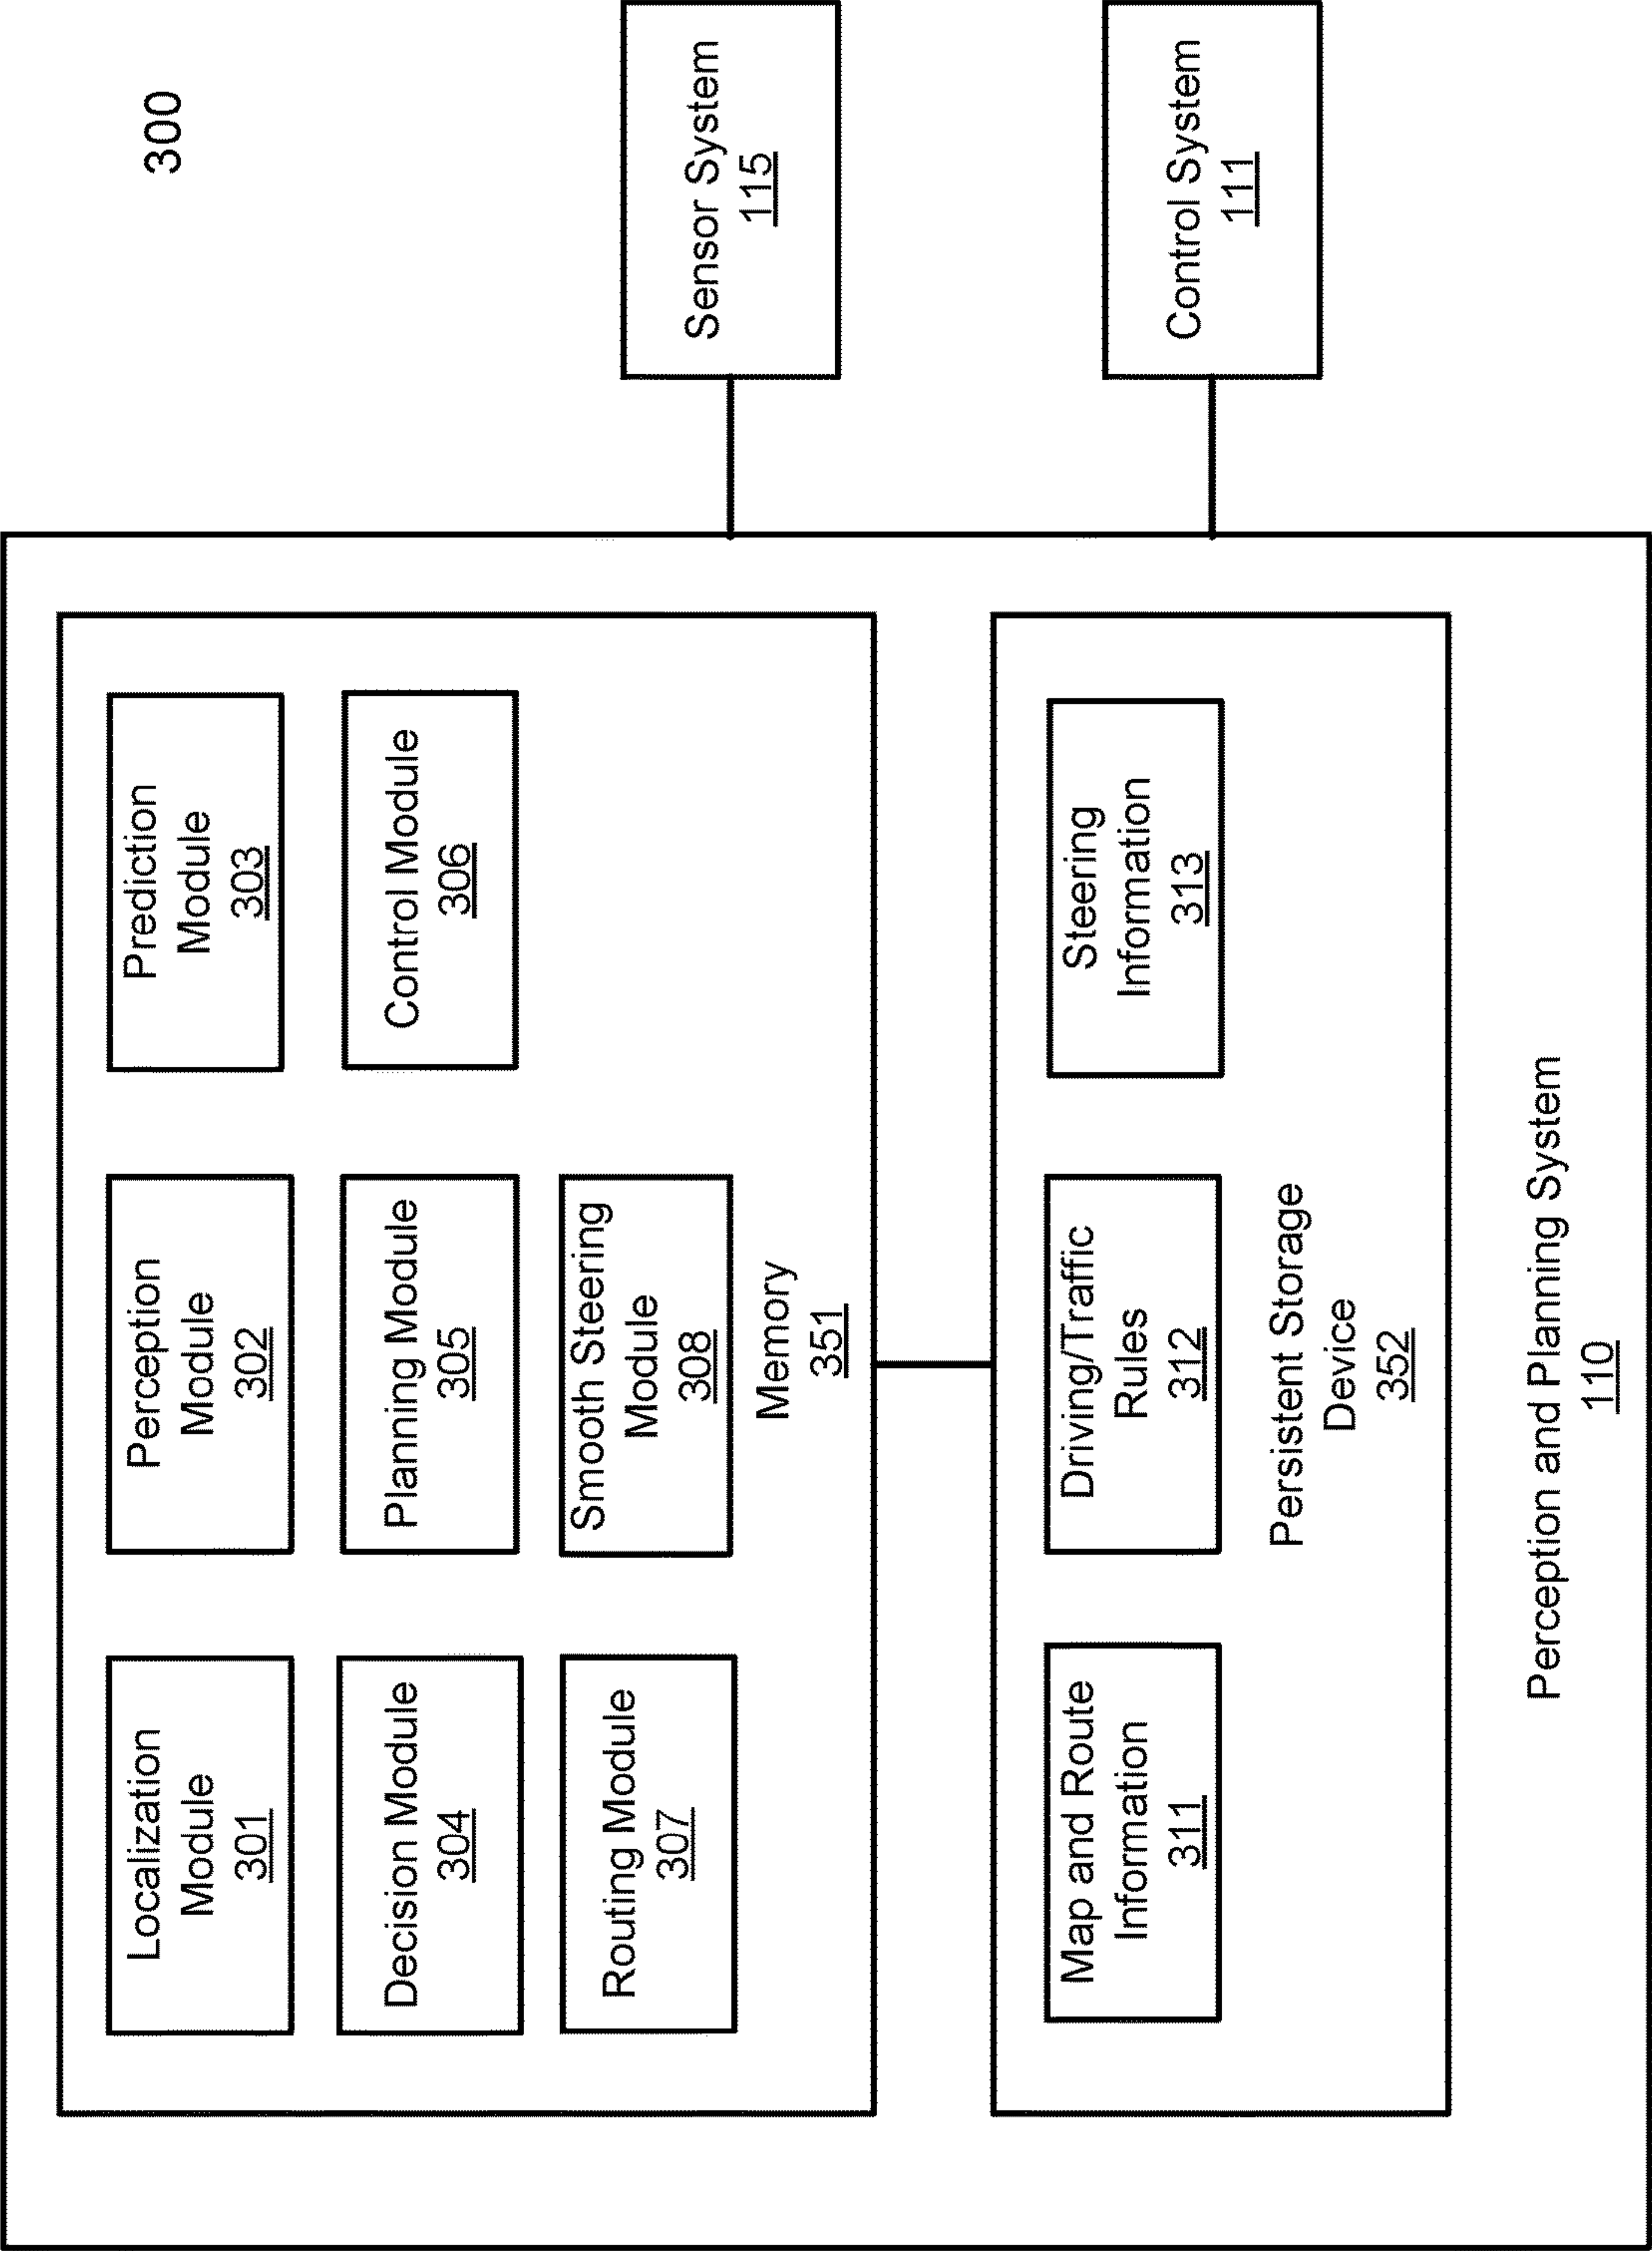 300
Localization
Module
301
Perception
Module
302
Prediction
Module
303
Decision Module
304
Planning Module
305
Control Module
306
Routing Module
307
Smooth Steering
Module
308
Memory
351
Sensor System
115
Map and Route
Information
311
Driving/Traffic
Rules
312
Steering
Information
313
Persistent Storage
Device
352
Control System
111
Perception and Planning System
110